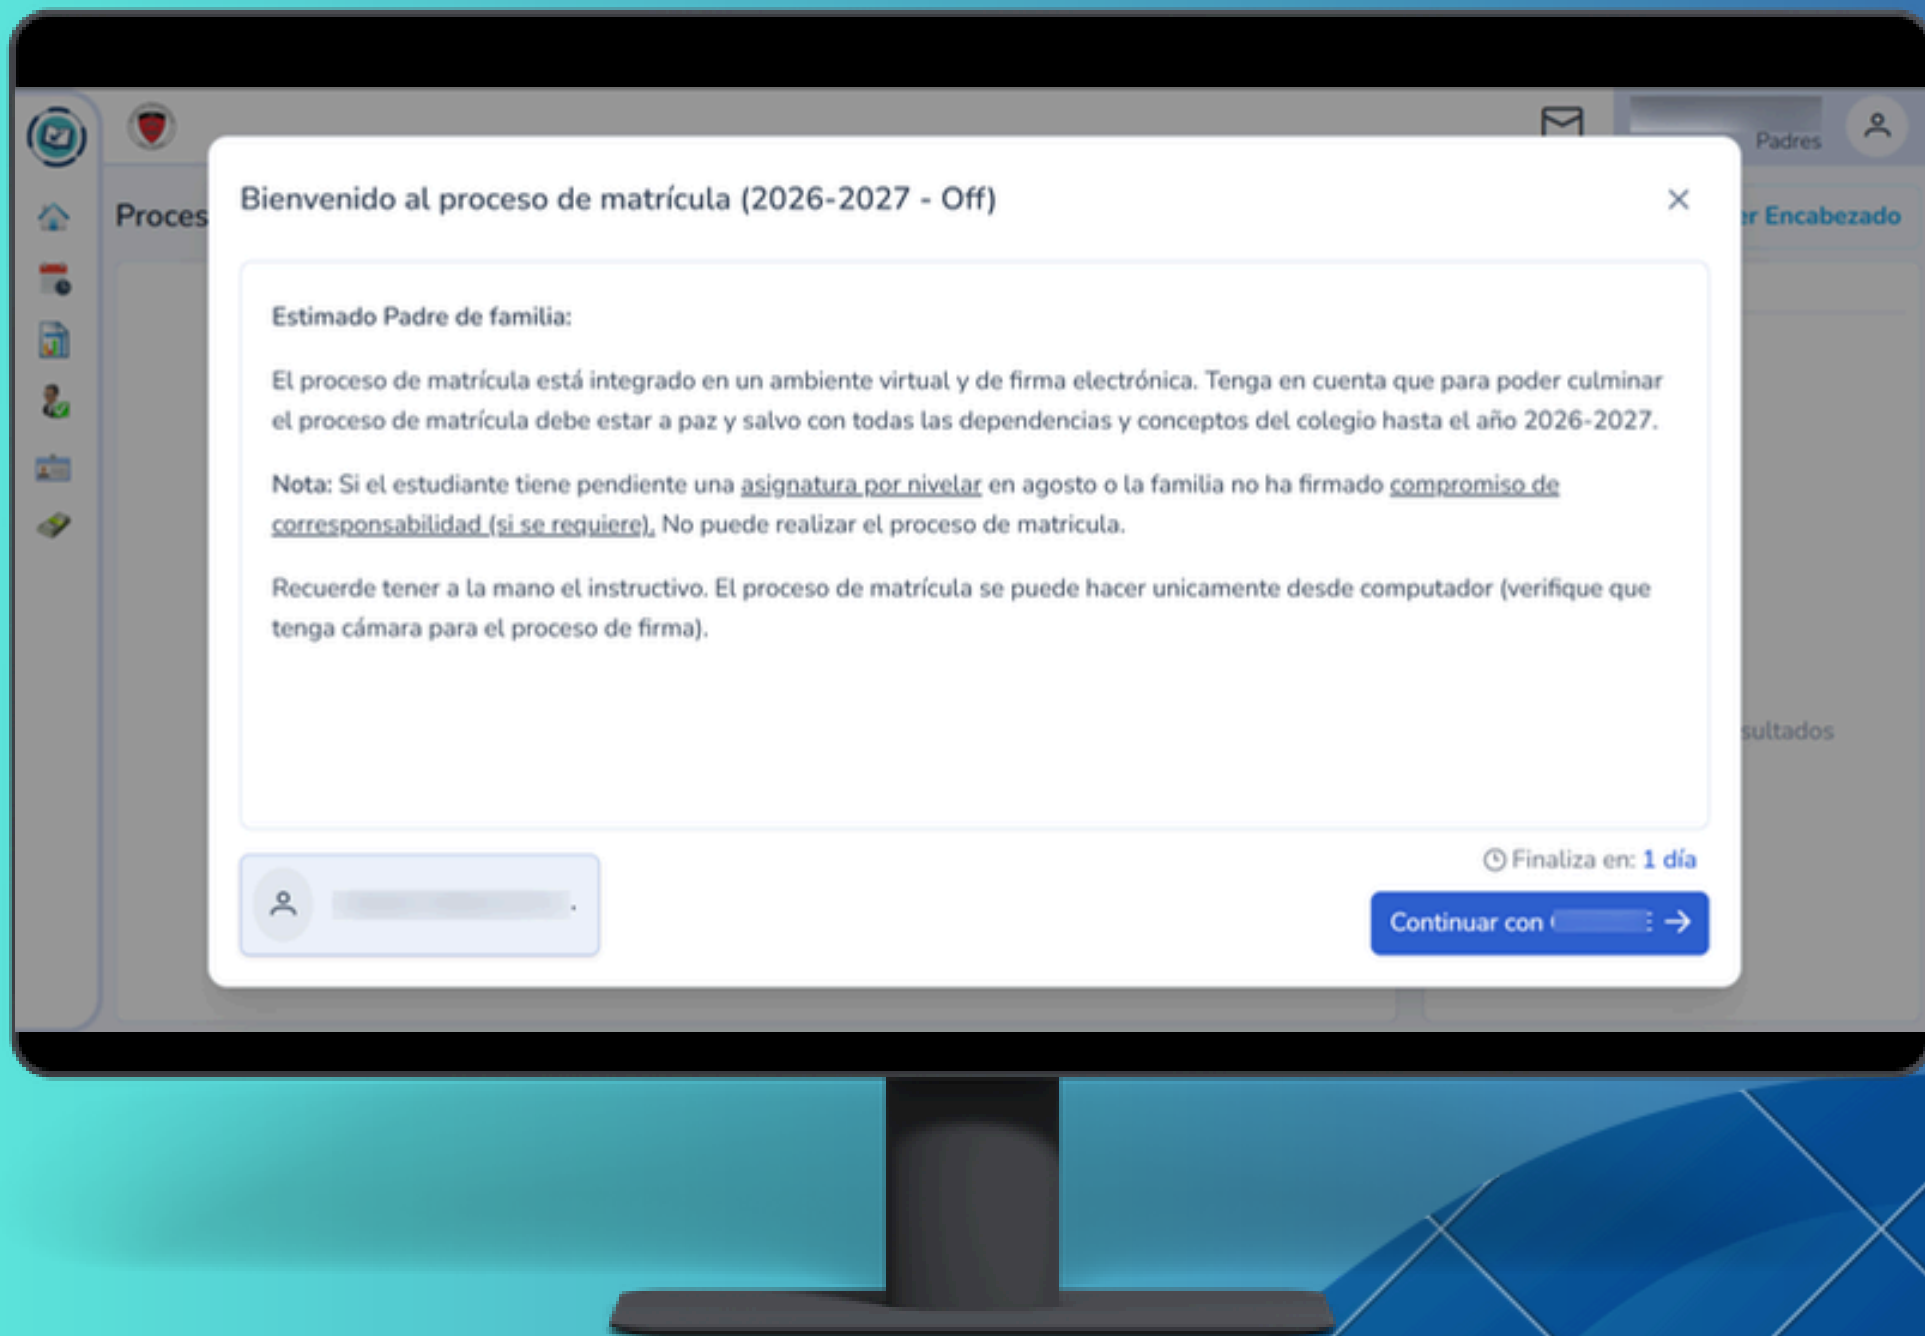 Padres
Proces
er Encabezado
Bienvenido al proceso de matrícula (2026-2027 - Off)
Estimado Padre de familia:
El proceso de matrícula está integrado en un ambiente virtual y de firma electrónica. Tenga en cuenta que para poder culminar
el proceso de matrícula debe estar a paz y salvo con todas las dependencias y conceptos del colegio hasta el año 2026-2027.
Nota: Si el estudiante tiene pendiente una asignatura por nivelar en agosto o la familia no ha firmado compromiso de
corresponsabilidad (si se requiere). No puede realizar el proceso de matricula.
Recuerde tener a la mano el instructivo. El proceso de matrícula se puede hacer unicamente desde computador (verifique que
tenga cámara para el proceso de firma).
sultados
Finaliza en: 1 día
Continuar con